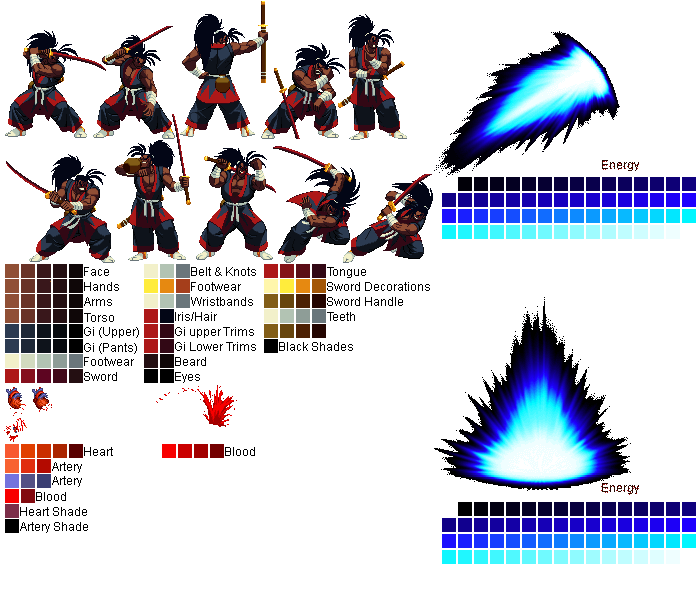 Energy
Face
Hands
Arms
Torso
Gi (Upper)
Gi (Pants)
Footwear
Sword
Belt & Knots
Footwear
Wristbands
Iris/Hair
Gi upper Trims
Gi Lower Trims
Beard
Eyes
Tongue
Sword Decorations
Sword Handle
Teeth
Black Shades
Heart
Artery
Artery
Blood
Heart Shade
Artery Shade
Blood
Energy